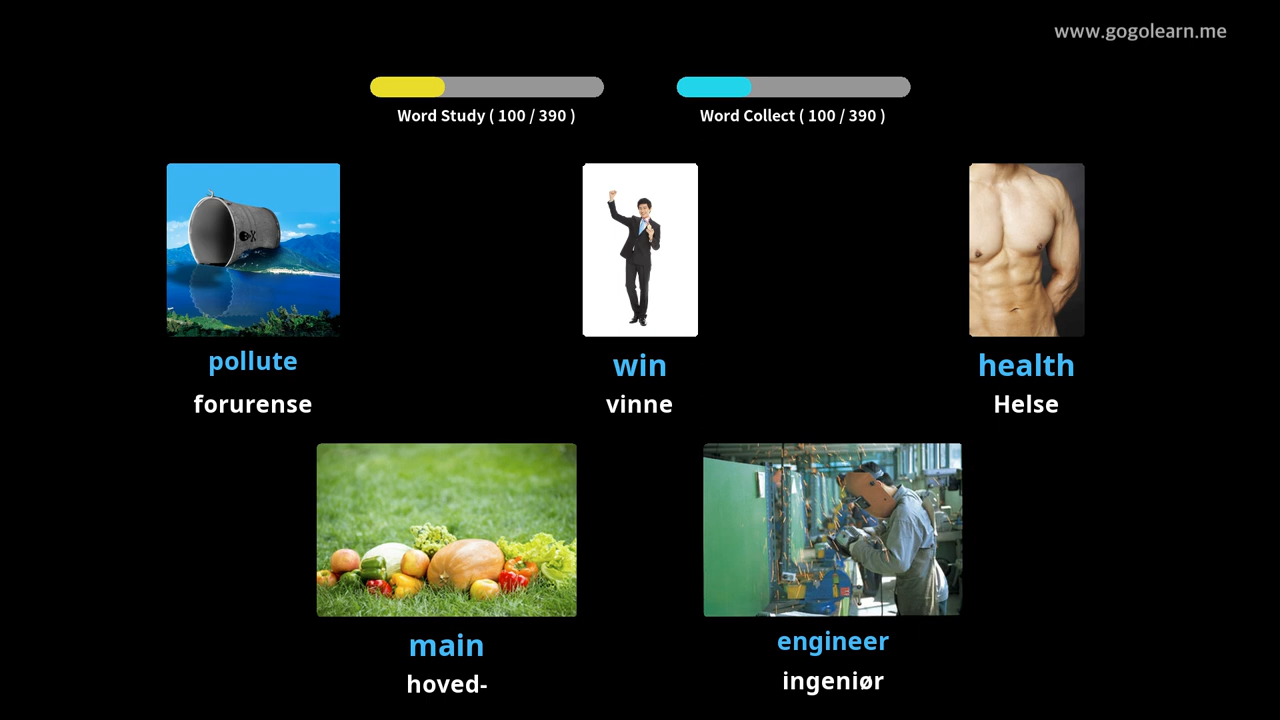 www.gogolearn.me
Word Study ( 100 / 390 )
Word Collect ( 100 / 390 )
pollute
forurense
win
vinne
health
Helse
main
hoved-
engineer
ingeniør